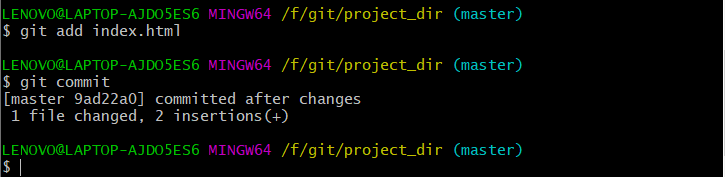 LENOVO@LAPTOP-AJDO5ES6 MINGW64 /f/git/project_dir (master)
$ git add index.html
LENOVO@LAPTOP-AJDO5ES6 MINGW64 /f/git/project_dir (master)
$ git commit
[master 9ad22a0] committed after changes
 1 file changed, 2 insertions(+)
LENOVO@LAPTOP-AJDO5ES6 MINGW64 /f/git/project_dir (master)
$